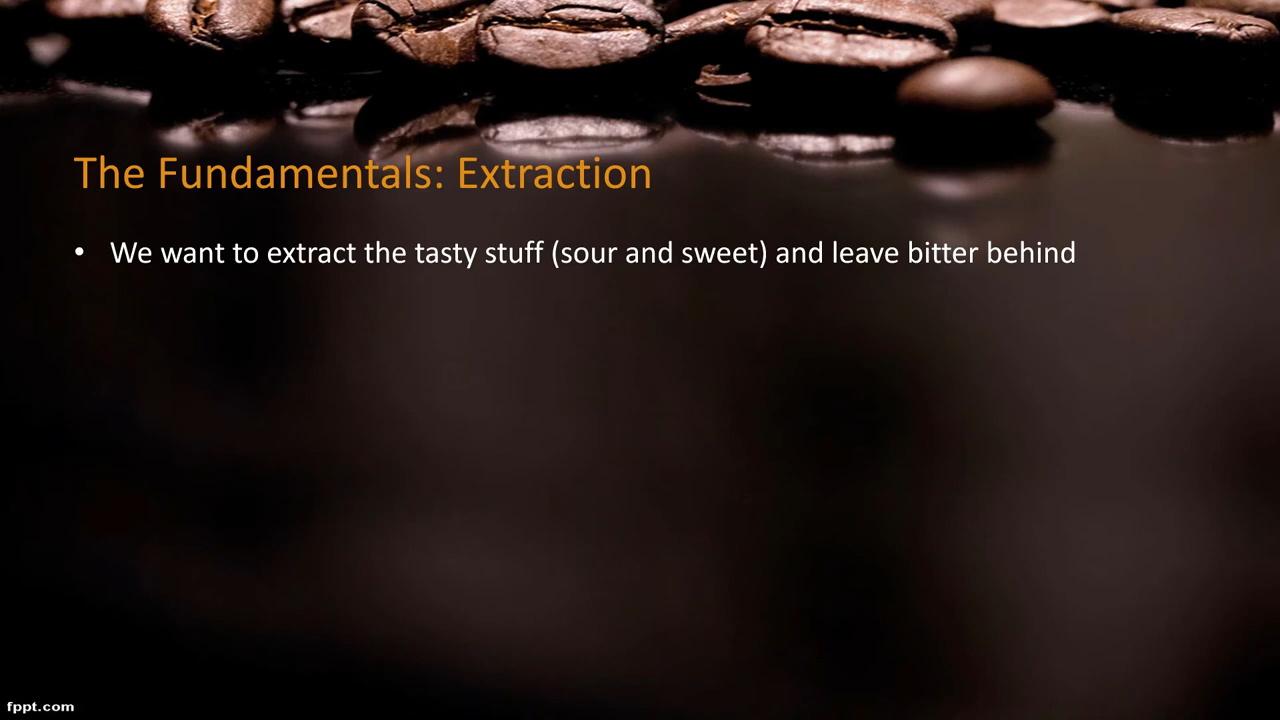 The Fundamentals: Extraction
• We want to extract the tasty stuff (sour and sweet) and leave bitter behind
fppt.com